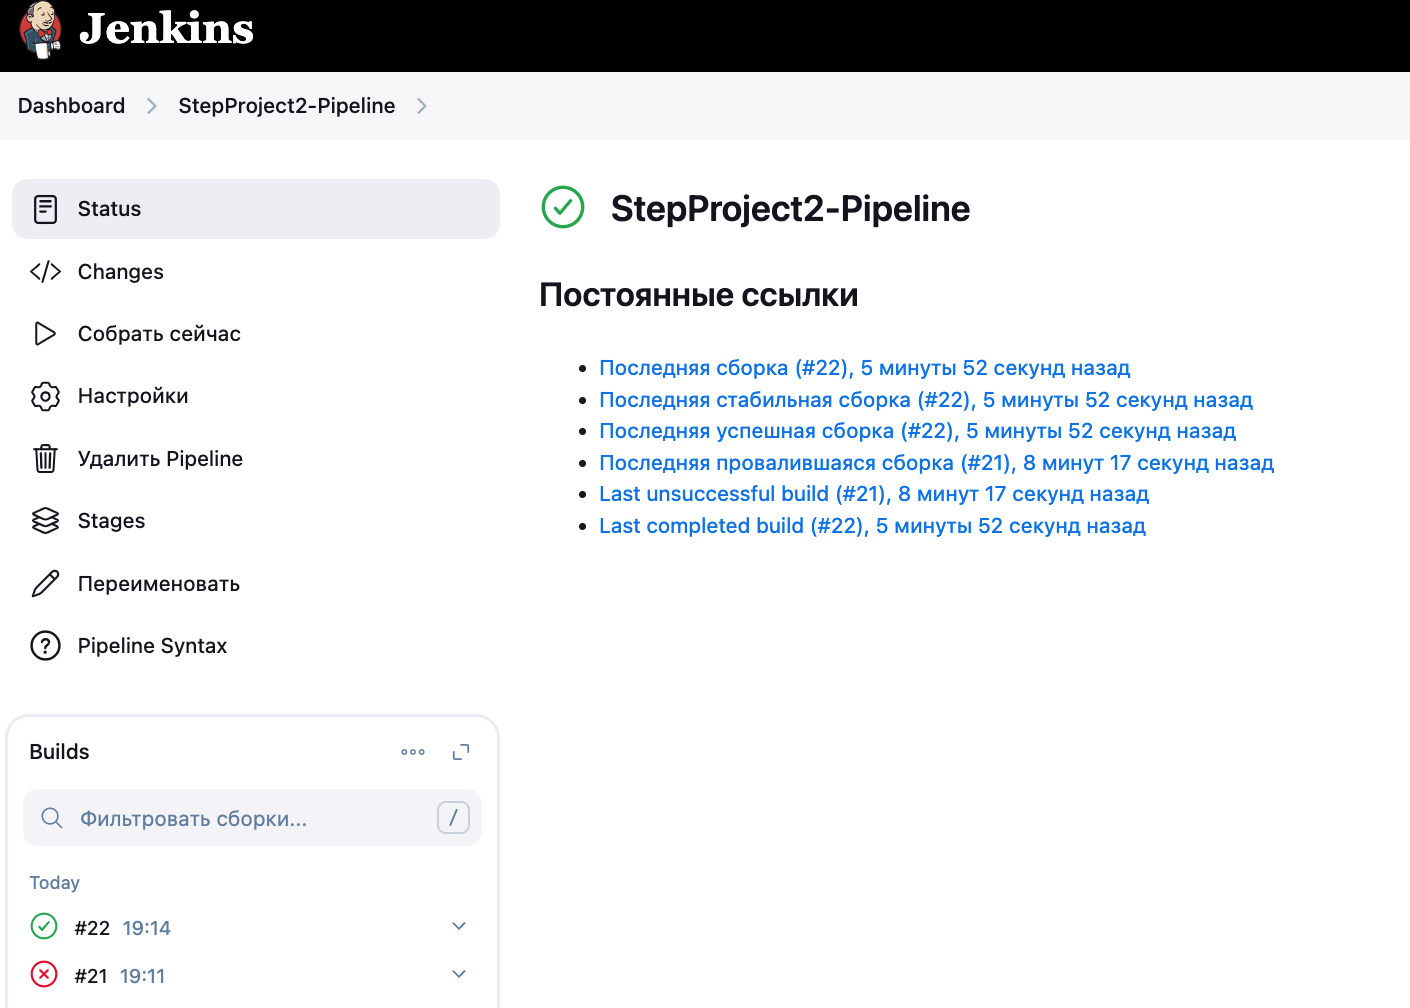 Jenkins
Dashboard
StepProject2-Pipeline
Status
Changes
Собрать сейчас
Настройки
Удалить Pipeline
Stages
Переименовать
Pipeline Syntax
Builds
Фильтровать сборки...
/
Today
#22 19:14
#21 19:11
StepProject2-Pipeline
Постоянные ссылки
Последняя сборка (#22), 5 минуты 52 секунд назад
Последняя стабильная сборка (#22), 5 минуты 52 секунд назад
Последняя успешная сборка (#22), 5 минуты 52 секунд назад
Последняя провалившаяся сборка (#21), 8 минут 17 секунд назад
Last unsuccessful build (#21), 8 минут 17 секунд назад
Last completed build (#22), 5 минуты 52 секунд назад